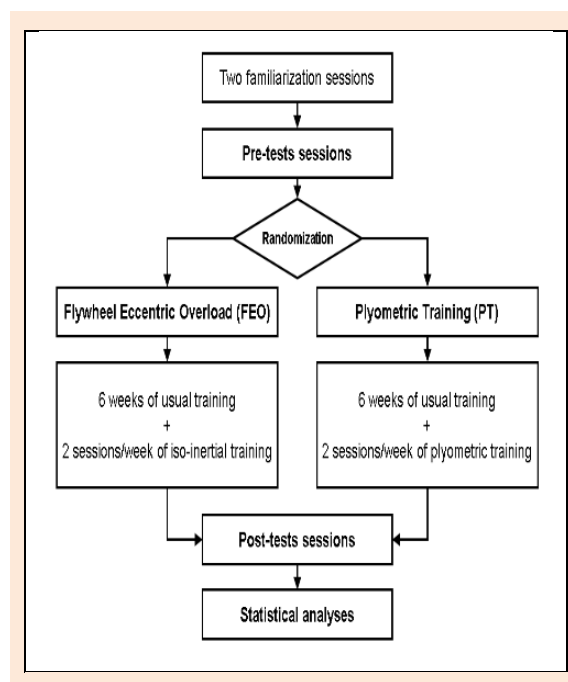 Two familiarization sessions
Pre-tests sessions
Randomization
Flywheel Eccentric Overload (FEO)
Plyometric Training (PT)
6 weeks of usual training
+
2 sessions/week of iso-inertial training
6 weeks of usual training
+
2 sessions/week of plyometric training
Post-tests sessions
Statistical analyses